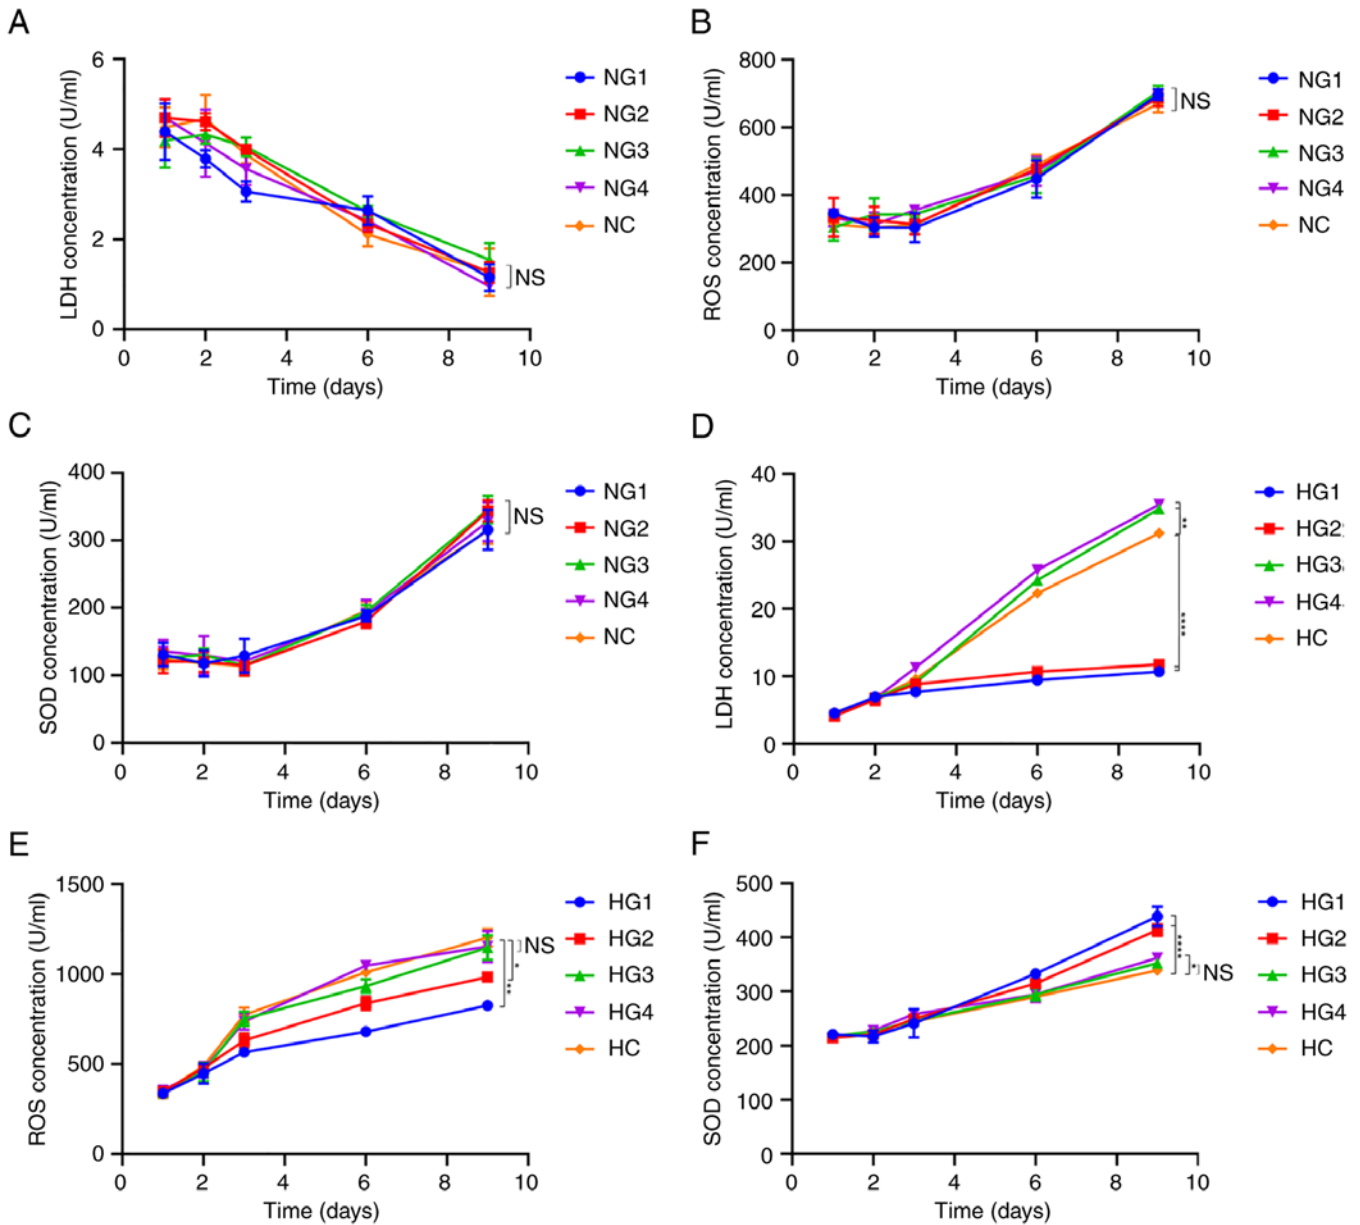 A
LDH concentration (U/ml)
6
4
2
0
0 2 4 6 8 10
Time (days)
NG1
NG2
NG3
NG4
NC
NS
B
ROS concentration (U/ml)
800
600
400
200
0
0 2 4 6 8 10
Time (days)
NG1
NG2
NG3
NG4
NC
NS
C
SOD concentration (U/ml)
400
300
200
100
0
0 2 4 6 8 10
Time (days)
NG1
NG2
NG3
NG4
NC
NS
D
LDH concentration (U/ml)
40
30
20
10
0
0 2 4 6 8 10
Time (days)
HG1
HG2
HG3
HG4
HC
**
****
E
ROS concentration (U/ml)
1500
1000
500
0
0 2 4 6 8 10
Time (days)
HG1
HG2
HG3
HG4
HC
NS
*
**
F
SOD concentration (U/ml)
500
400
300
200
100
0
0 2 4 6 8 10
Time (days)
HG1
HG2
HG3
HG4
HC
****
*
NS